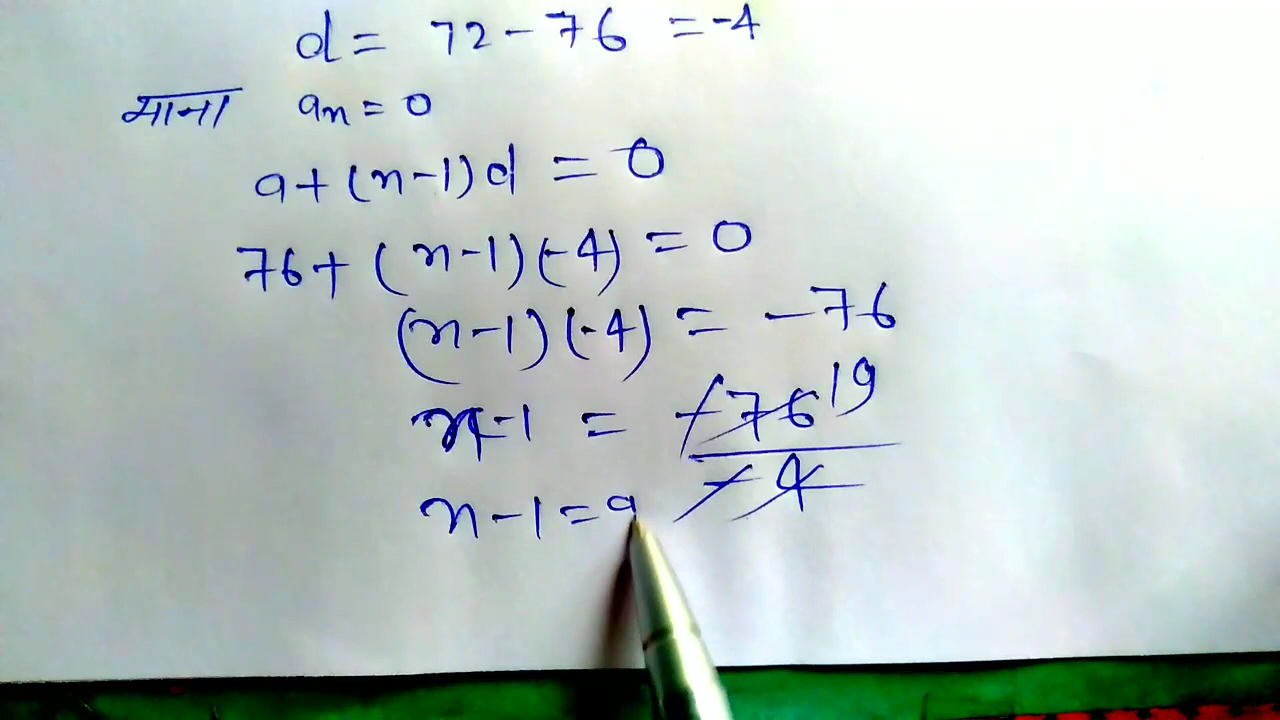 d = 72 - 76 = -4
माना an = 0
a + (n-1)d = 0
76 + (n-1)(-4) = 0
(n-1)(-4) = -76
n-1 = -76/-4 19
n-1 = 9